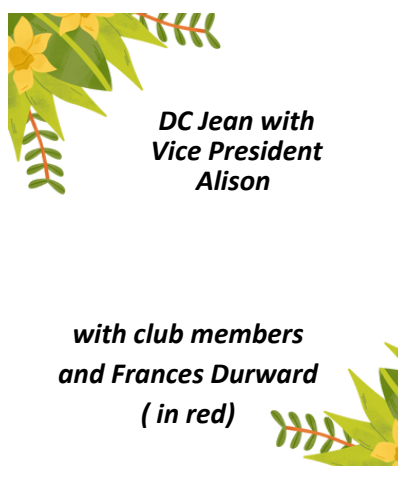 DC Jean with
Vice President
Alison
with club members
and Frances Durward
( in red)